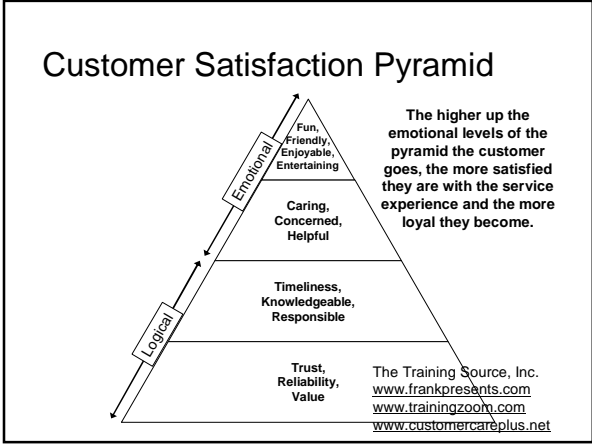 Customer Satisfaction Pyramid
The higher up the
emotional levels of the
pyramid the customer
goes, the more satisfied
they are with the service
experience and the more
loyal they become.
Emotional
Fun,
Friendly,
Enjoyable,
Entertaining
Caring,
Concerned,
Helpful
Logical
Timeliness,
Knowledgeable,
Responsible
Trust,
Reliability,
Value
The Training Source, Inc.
www.frankpresents.com
www.trainingzoom.com
www.customercareplus.net